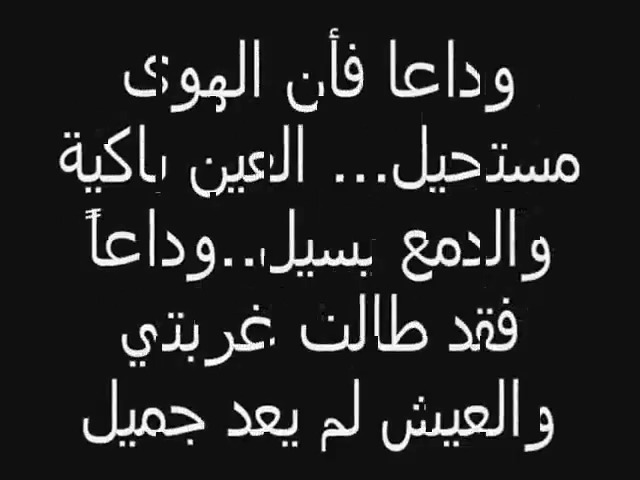 وداعا فأن الهوى
مستحيل... العين باكية
والدمع يسيل..وداعاً
فقد طالت غربتي
والعيش لم يعد جميل